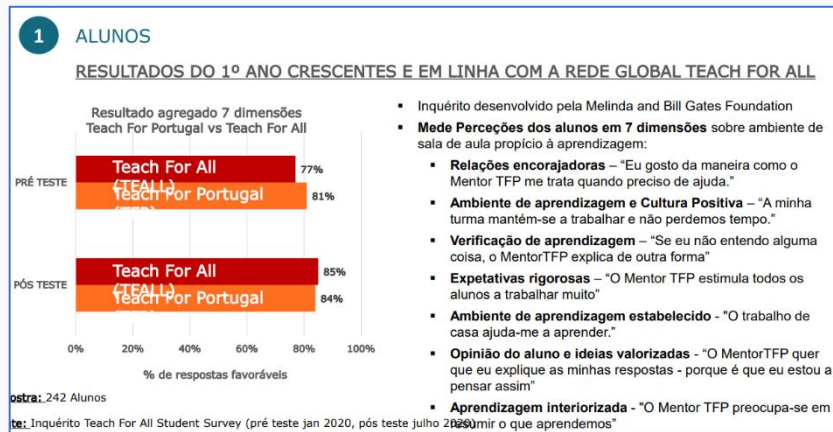 1 ALUNOS
RESULTADOS DO 1º ANO CRESCENTES E EM LINHA COM A REDE GLOBAL TEACH FOR ALL
Resultado agregado 7 dimensões
Teach For Portugal vs Teach For All
PRÉ TESTE
Teach For All
(TFALL)
77%
Teach For Portugal
81%
PÓS TESTE
Teach For All
(TFALL)
85%
Teach For Portugal
84%
0% 20% 40% 60% 80% 100%
% de respostas favoráveis
ostra: 242 Alunos
te: Inquérito Teach For All Student Survey (pré teste jan 2020, pós teste julho 2020)
▪ Inquérito desenvolvido pela Melinda and Bill Gates Foundation
▪ Mede Perceções dos alunos em 7 dimensões sobre ambiente de
sala de aula propício à aprendizagem:
▪ Relações encorajadoras – “Eu gosto da maneira como o
Mentor TFP me trata quando preciso de ajuda.”
▪ Ambiente de aprendizagem e Cultura Positiva – “A minha
turma mantém-se a trabalhar e não perdemos tempo.”
▪ Verificação de aprendizagem – “Se eu não entendo alguma
coisa, o MentorTFP explica de outra forma”
▪ Expetativas rigorosas – “O Mentor TFP estimula todos os
alunos a trabalhar muito”
▪ Ambiente de aprendizagem estabelecido - "O trabalho de
casa ajuda-me a aprender.”
▪ Opinião do aluno e ideias valorizadas - “O MentorTFP quer
que eu explique as minhas respostas - porque é que eu estou a
pensar assim”
▪ Aprendizagem interiorizada - "O Mentor TFP preocupa-se em
resumir o que aprendemos”